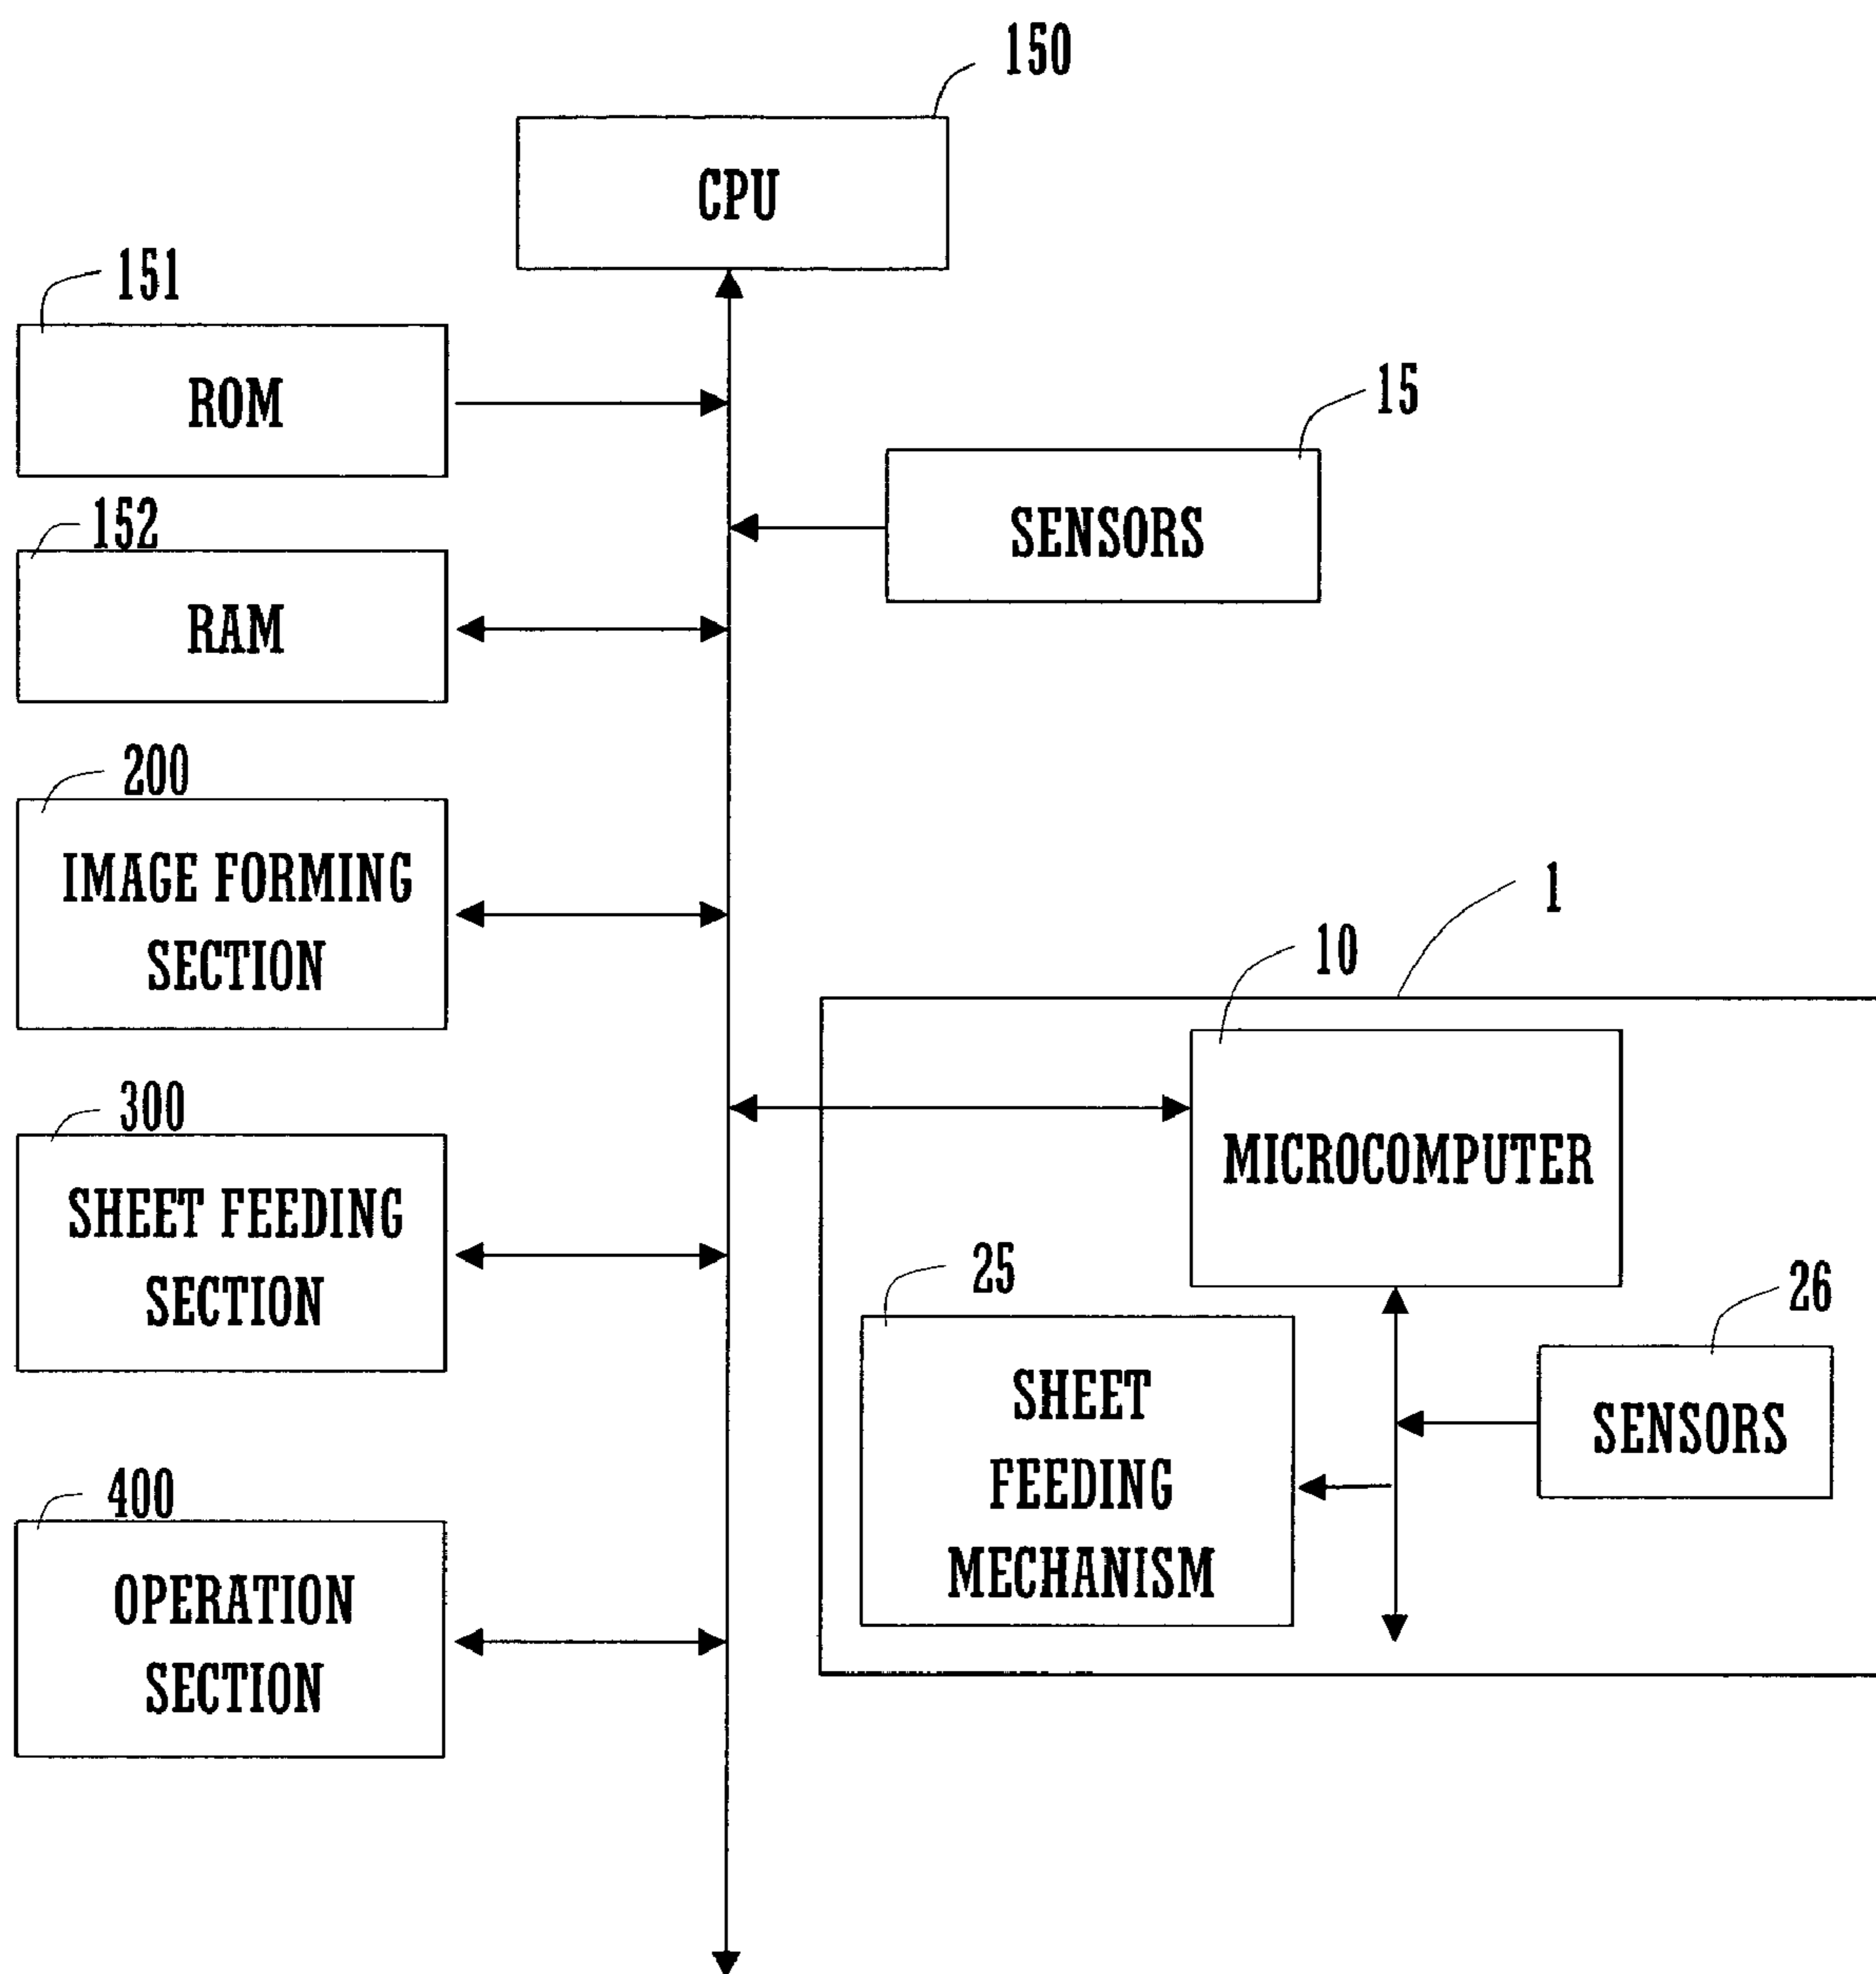 150
CPU
151
ROM
15
SENSORS
152
RAM
200
IMAGE FORMING
SECTION
1
10
MICROCOMPUTER
300
SHEET FEEDING
SECTION
25
SHEET
FEEDING
MECHANISM
26
SENSORS
400
OPERATION
SECTION